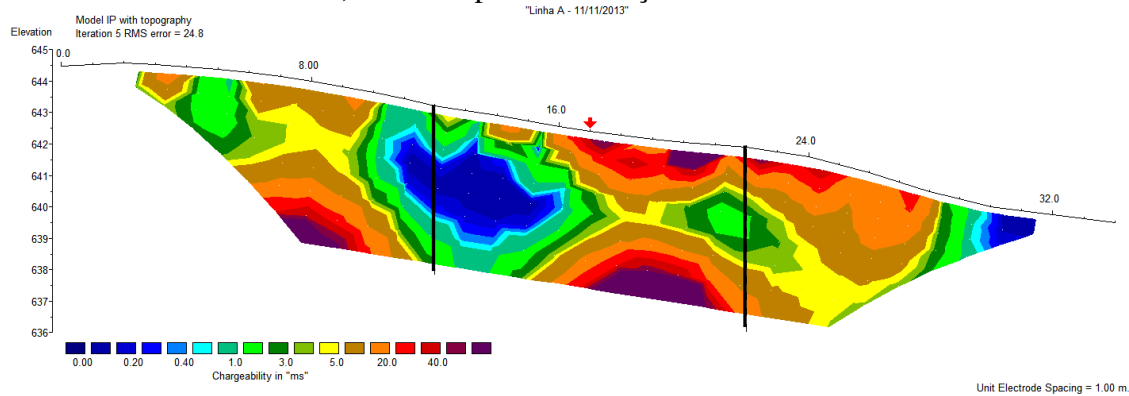 "Linha A - 11/11/2013"
Model IP with topography
Elevation Iteration 5 RMS error = 24.8
645
0.0
8.00
16.0
24.0
32.0
644
643
642
641
640
639
638
637
636
0.00 0.20 0.40 1.0 3.0 5.0 20.0 40.0
Chargeability in "ms"
Unit Electrode Spacing = 1.00 m.